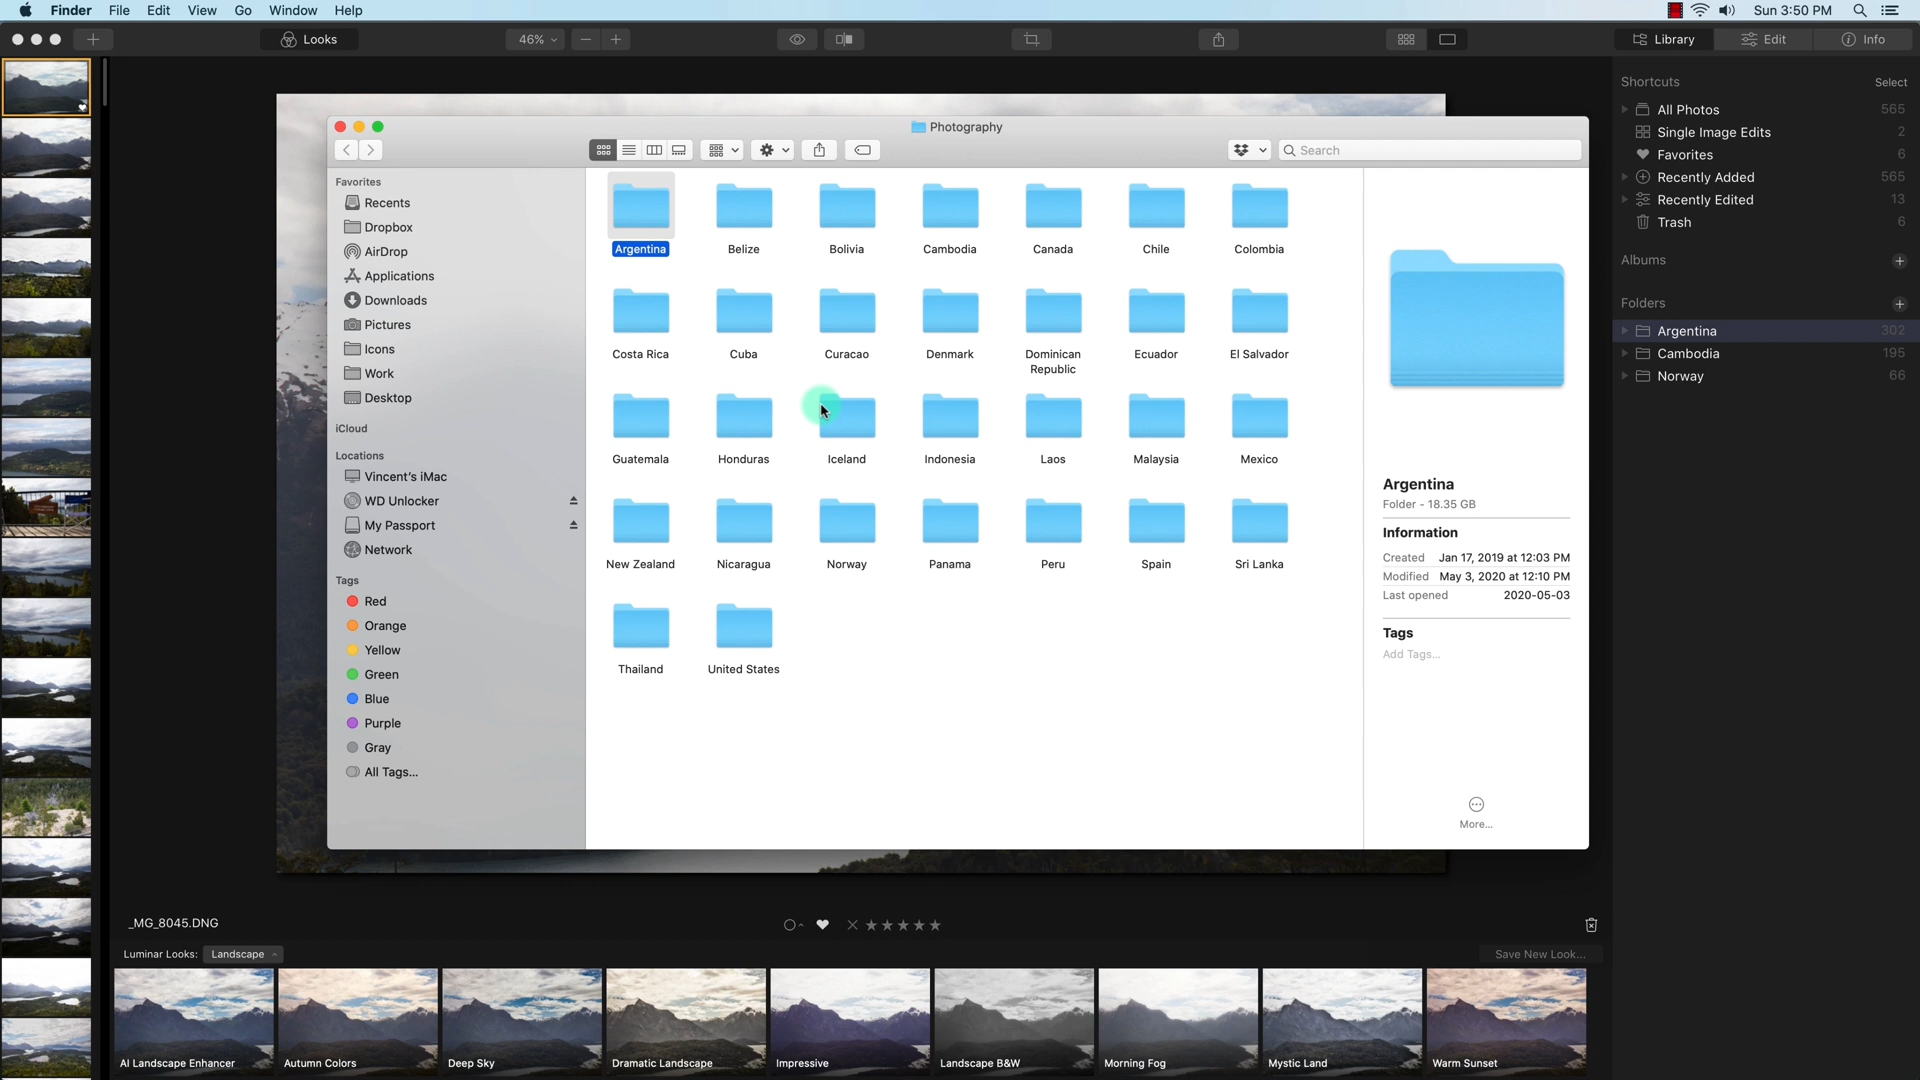 Finder File Edit View Go Window Help
Sun 3:50 PM
Looks
46%
Library
Edit
Info
Photography
Search
Favorites
Recents
Dropbox
AirDrop
Applications
Downloads
Pictures
Icons
Work
Desktop
iCloud
Locations
Vincent's iMac
WD Unlocker
My Passport
Network
Tags
Red
Orange
Yellow
Green
Blue
Purple
Gray
All Tags...
Argentina Belize Bolivia Cambodia Canada Chile Colombia
Costa Rica Cuba Curacao Denmark Dominican Republic Ecuador El Salvador
Guatemala Honduras Iceland Indonesia Laos Malaysia Mexico
New Zealand Nicaragua Norway Panama Peru Spain Sri Lanka
Thailand United States
Argentina
Folder - 18.35 GB
Information
Created Jan 17, 2019 at 12:03 PM
Modified May 3, 2020 at 12:10 PM
Last opened 2020-05-03
Tags
Add Tags...
More...
Shortcuts Select
All Photos 565
Single Image Edits 2
Favorites 6
Recently Added 565
Recently Edited 13
Trash 6
Albums
Folders
Argentina 302
Cambodia 195
Norway 66
_MG_8045.DNG
Luminar Looks: Landscape
Save New Look...
AI Landscape Enhancer
Autumn Colors
Deep Sky
Dramatic Landscape
Impressive
Landscape B&W
Morning Fog
Mystic Land
Warm Sunset